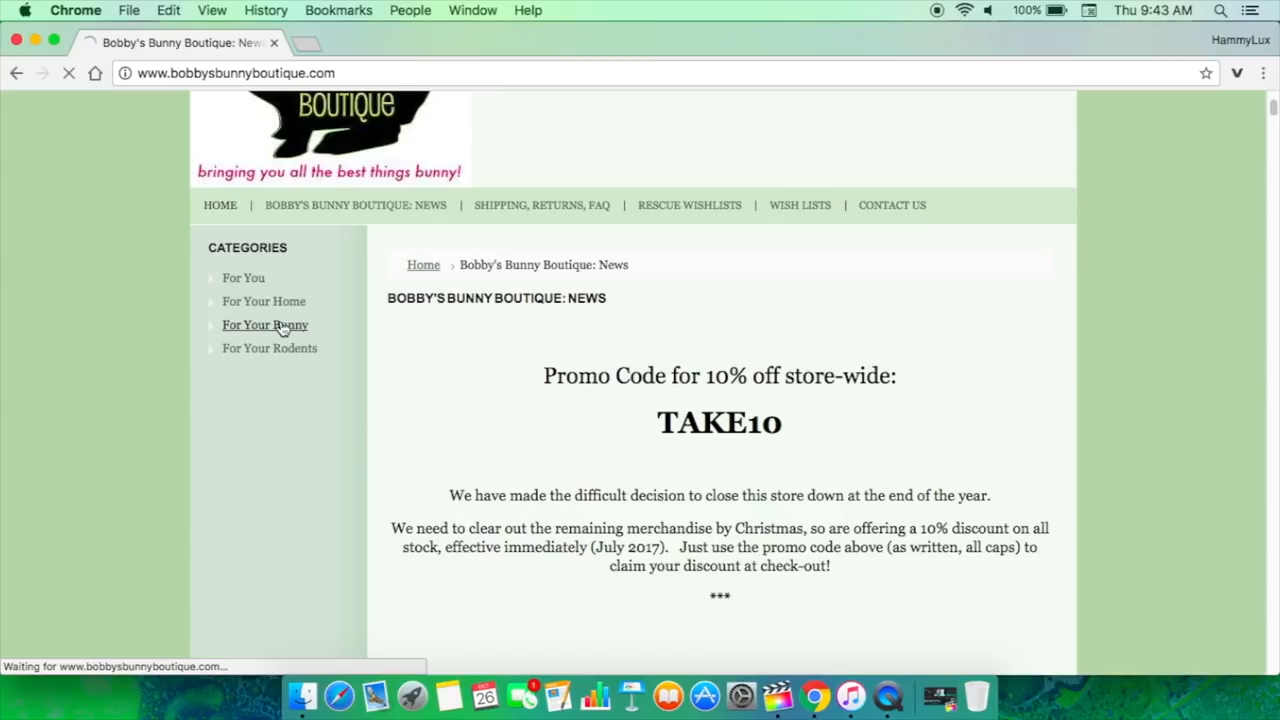 Chrome File Edit View History Bookmarks People Window Help 100% Thu 9:43 AM
Bobby's Bunny Boutique: New
HammyLux
www.bobbysbunnyboutique.com
BOUTIQUE
bringing you all the best things bunny!
HOME | BOBBY'S BUNNY BOUTIQUE: NEWS | SHIPPING, RETURNS, FAQ | RESCUE WISHLISTS | WISH LISTS | CONTACT US
CATEGORIES
For You
For Your Home
For Your Bunny
For Your Rodents
Home › Bobby's Bunny Boutique: News
BOBBY'S BUNNY BOUTIQUE: NEWS
Promo Code for 10% off store-wide:
TAKE10
We have made the difficult decision to close this store down at the end of the year.
We need to clear out the remaining merchandise by Christmas, so are offering a 10% discount on all
stock, effective immediately (July 2017). Just use the promo code above (as written, all caps) to
claim your discount at check-out!
***
Waiting for www.bobbysbunnyboutique.com...
OCT
26
1